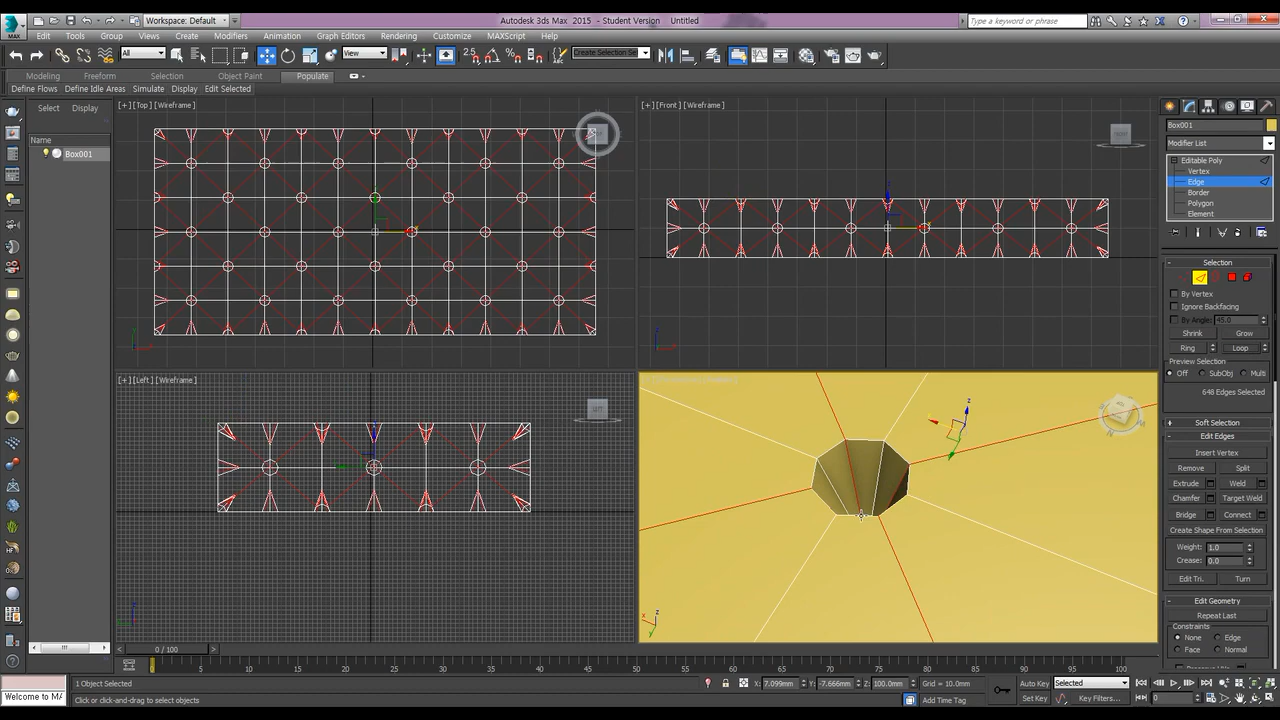 Autodesk 3ds Max 2015 - Student Version Untitled
Workspace: Default
Type a keyword or phrase
MAX
Edit Tools Group Views Create Modifiers Animation Graph Editors Rendering Customize MAXScript Help
All
View
2.5
Create Selection Se
Modeling Freeform Selection Object Paint Populate
Define Flows Define Idle Areas Simulate Display Edit Selected
Select Display
Name
Box001
[+] [Top] [Wireframe]
[+] [Front] [Wireframe]
[+] [Left] [Wireframe]
Box001
Modifier List
Editable Poly
Vertex
Edge
Border
Polygon
Element
Selection
By Vertex
Ignore Backfacing
By Angle: 45.0
Shrink Grow
Ring Loop
Preview Selection
Off SubObj Multi
648 Edges Selected
Soft Selection
Edit Edges
Insert Vertex
Remove Split
Extrude Weld
Chamfer Target Weld
Bridge Connect
Create Shape From Selection
Weight: 1.0
Crease: 0.0
Edit Tri. Turn
Edit Geometry
Repeat Last
Constraints
None Edge
Face Normal
Preserve UVs
0 / 100
0 5 10 15 20 25 30 35 40 45 50 55 60 65 70 75 80 85 90 95 100
1 Object Selected
X: 7.099mm Y: -7.666mm Z: 100.0mm Grid = 10.0mm
Auto Key Selected
Welcome to MA
Click or click-and-drag to select objects
Add Time Tag
Set Key Key Filters...
0